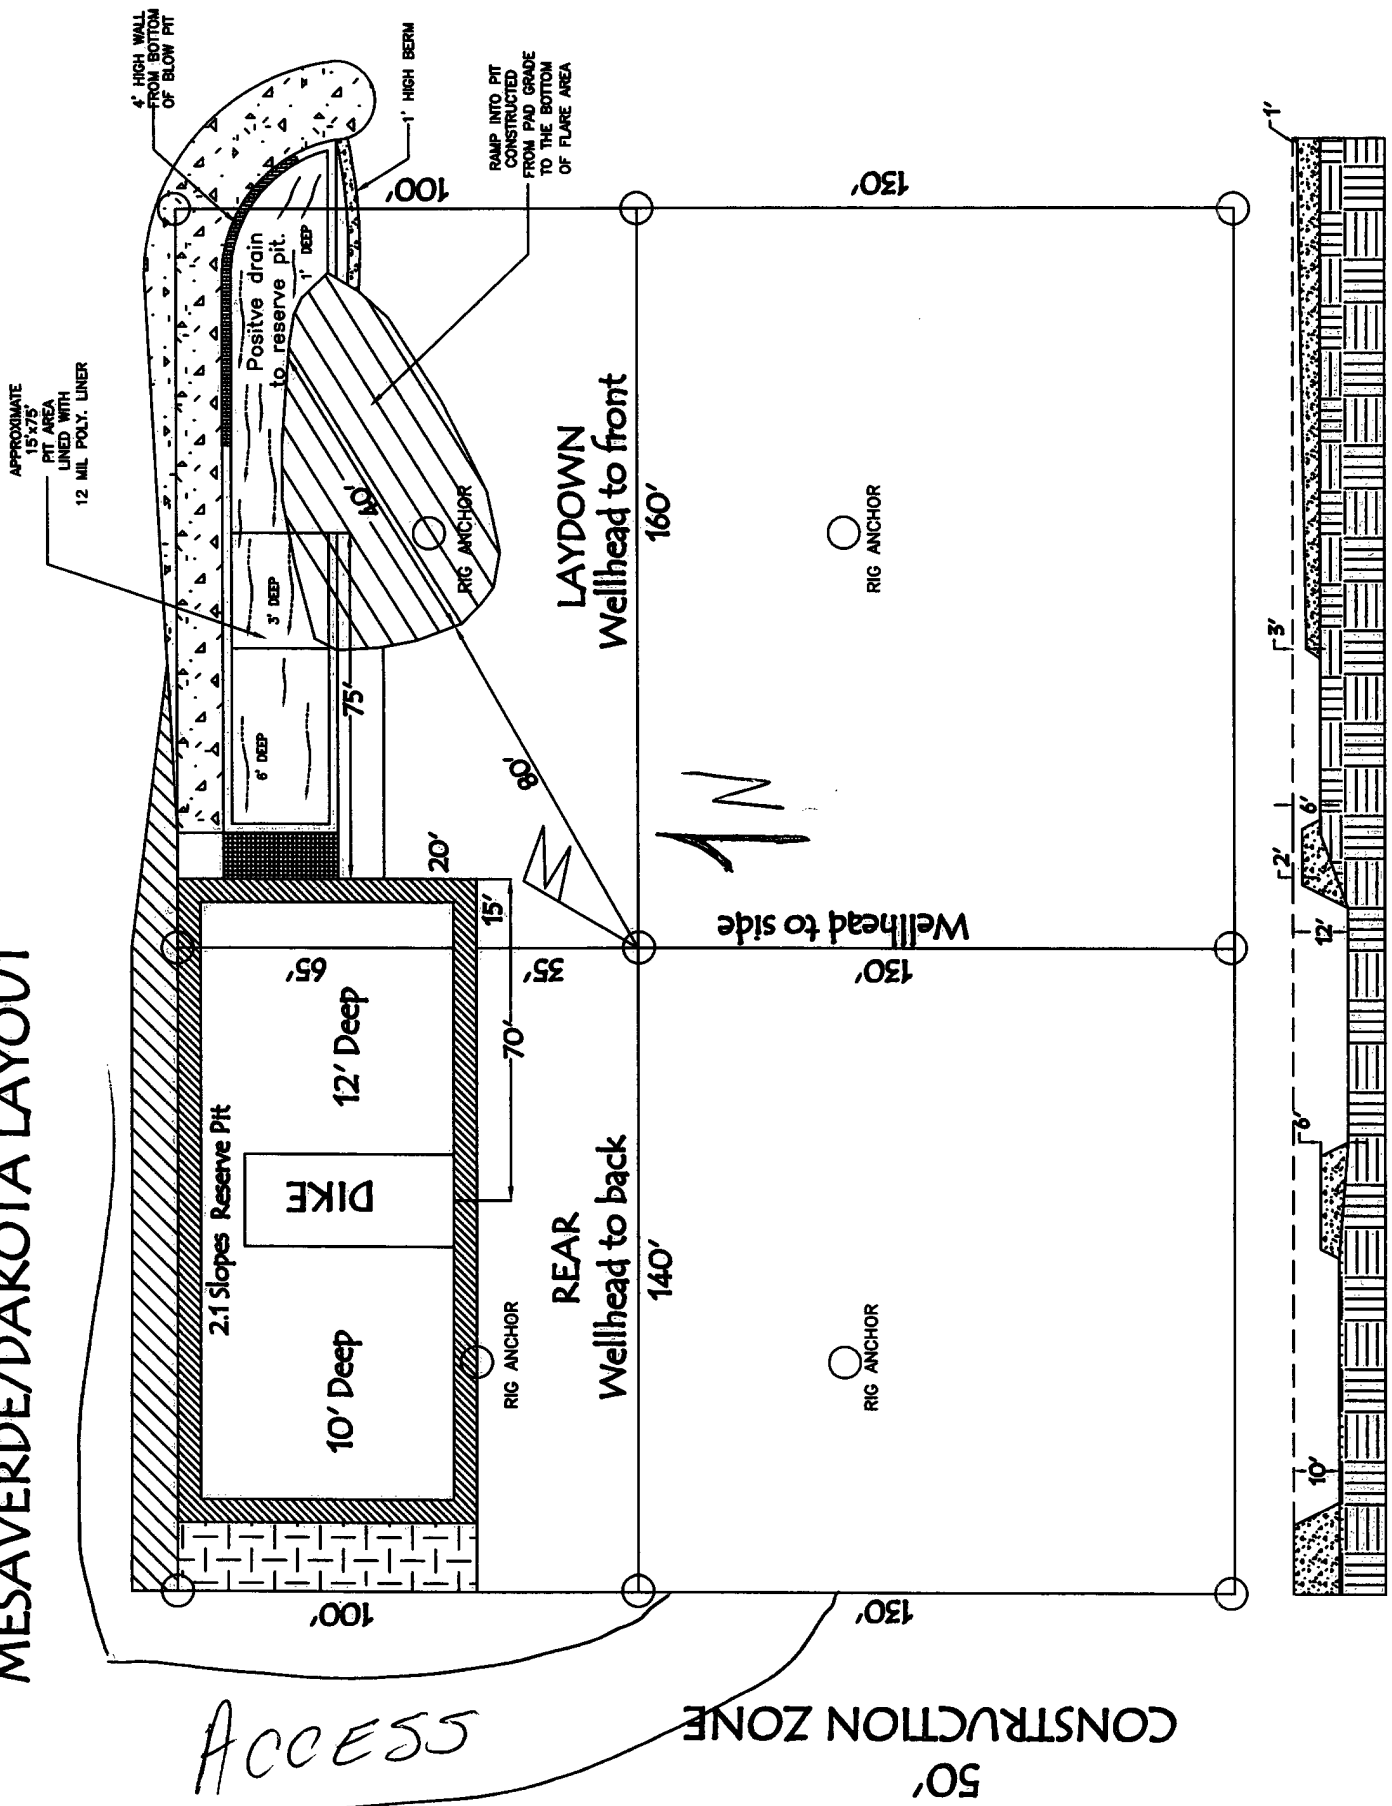 MESAVERDE/DAKOTA LAYOUT
4' HIGH WALL
FROM BOTTOM
OF BLOW PIT
1' HIGH BERM
RAMP INTO PIT
CONSTRUCTED
FROM PAD GRADE
TO THE BOTTOM
OF FLARE AREA
APPROXIMATE
15'x75'
PIT AREA
LINED WITH
12 MIL POLY. LINER
Positve drain
to reserve pit.
1' DEEP
3' DEEP
6' DEEP
100'
130'
40'
RIG ANCHOR
75'
80'
LAYDOWN
Wellhead to front
160'
RIG ANCHOR
20'
15'
N
N
Wellhead to side
130'
65'
35'
70'
2.1 Slopes Reserve Pit
12' Deep
DIKE
10' Deep
REAR
Wellhead to back
140'
RIG ANCHOR
RIG ANCHOR
100'
130'
ACCESS
50'
CONSTRUCTION ZONE
1'
3'
6'
2'
12'
6'
10'